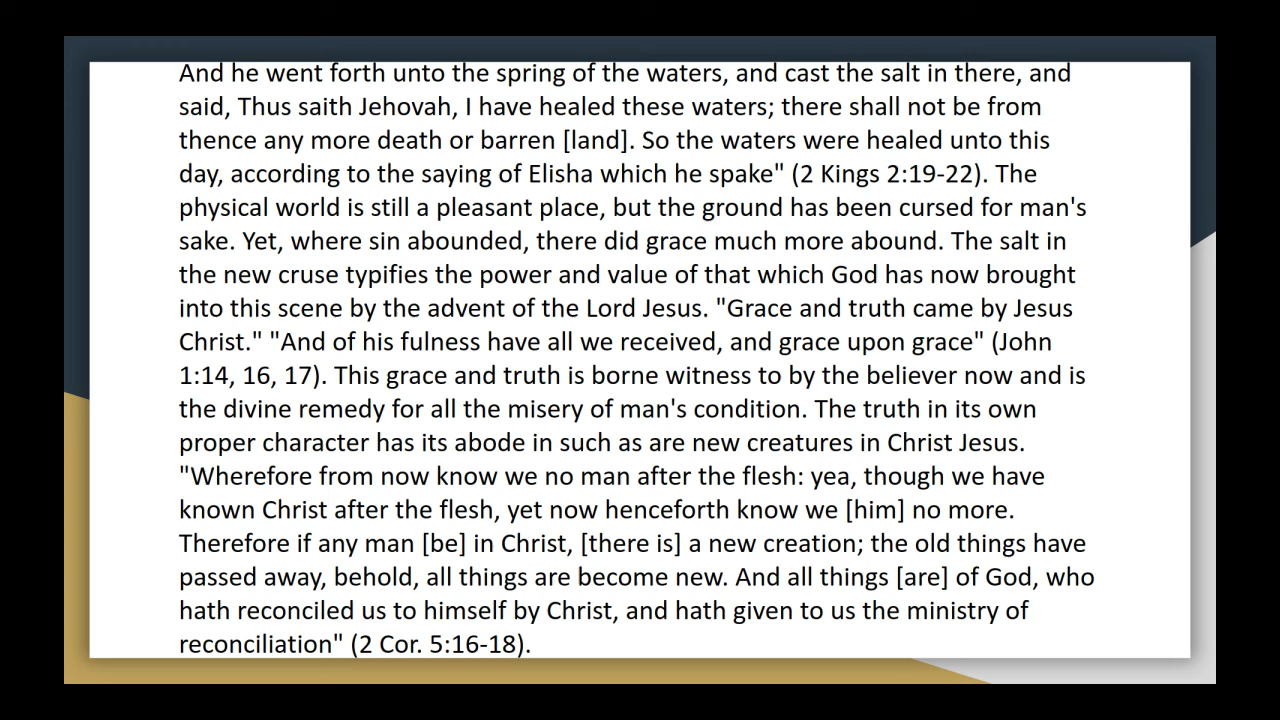 And he went forth unto the spring of the waters, and cast the salt in there, and
said, Thus saith Jehovah, I have healed these waters; there shall not be from
thence any more death or barren [land]. So the waters were healed unto this
day, according to the saying of Elisha which he spake" (2 Kings 2:19-22). The
physical world is still a pleasant place, but the ground has been cursed for man's
sake. Yet, where sin abounded, there did grace much more abound. The salt in
the new cruse typifies the power and value of that which God has now brought
into this scene by the advent of the Lord Jesus. "Grace and truth came by Jesus
Christ." "And of his fulness have all we received, and grace upon grace" (John
1:14, 16, 17). This grace and truth is borne witness to by the believer now and is
the divine remedy for all the misery of man's condition. The truth in its own
proper character has its abode in such as are new creatures in Christ Jesus.
"Wherefore from now know we no man after the flesh: yea, though we have
known Christ after the flesh, yet now henceforth know we [him] no more.
Therefore if any man [be] in Christ, [there is] a new creation; the old things have
passed away, behold, all things are become new. And all things [are] of God, who
hath reconciled us to himself by Christ, and hath given to us the ministry of
reconciliation" (2 Cor. 5:16-18).